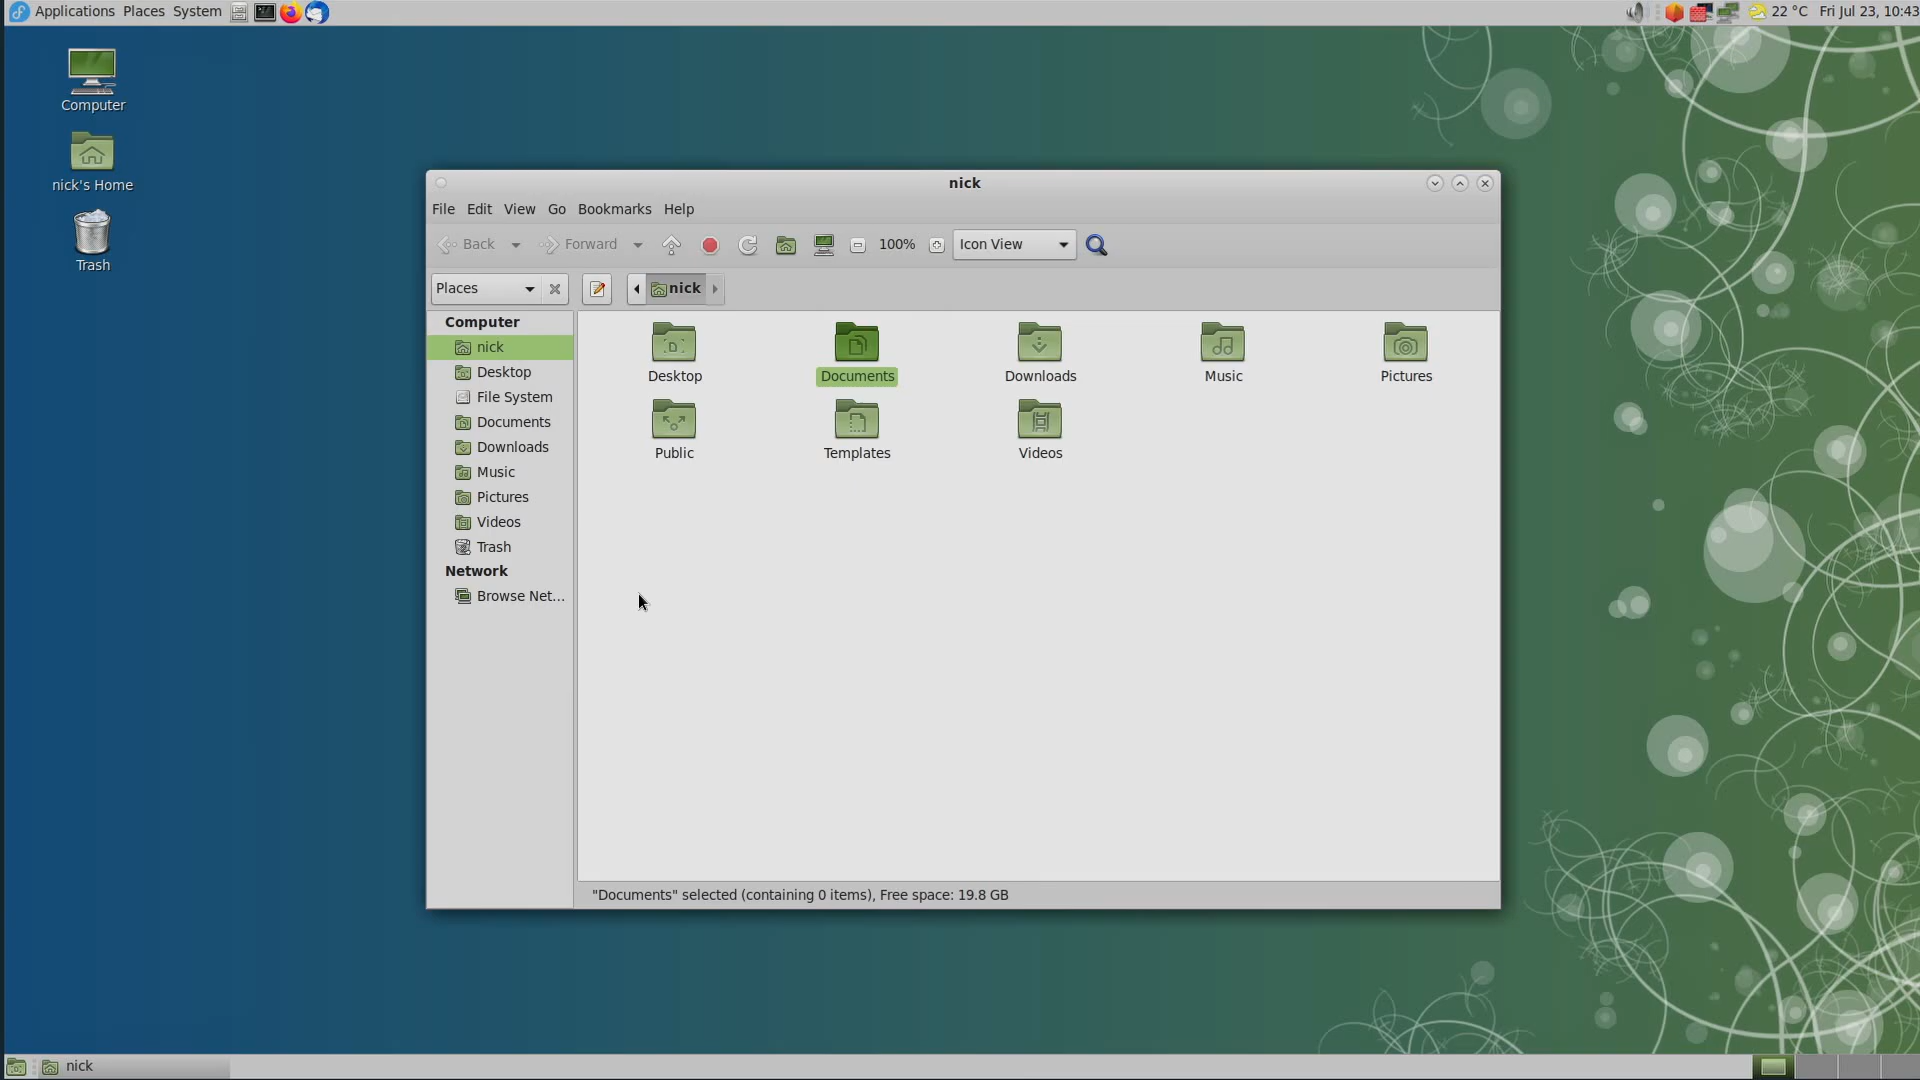 Applications Places System
22 °C Fri Jul 23, 10:43
Computer
nick's Home
Trash
nick
File Edit View Go Bookmarks Help
Back Forward 100% Icon View
Places nick
Computer
nick
Desktop
File System
Documents
Downloads
Music
Pictures
Videos
Trash
Network
Browse Net...
Desktop Documents Downloads Music Pictures
Public Templates Videos
"Documents" selected (containing 0 items), Free space: 19.8 GB
nick